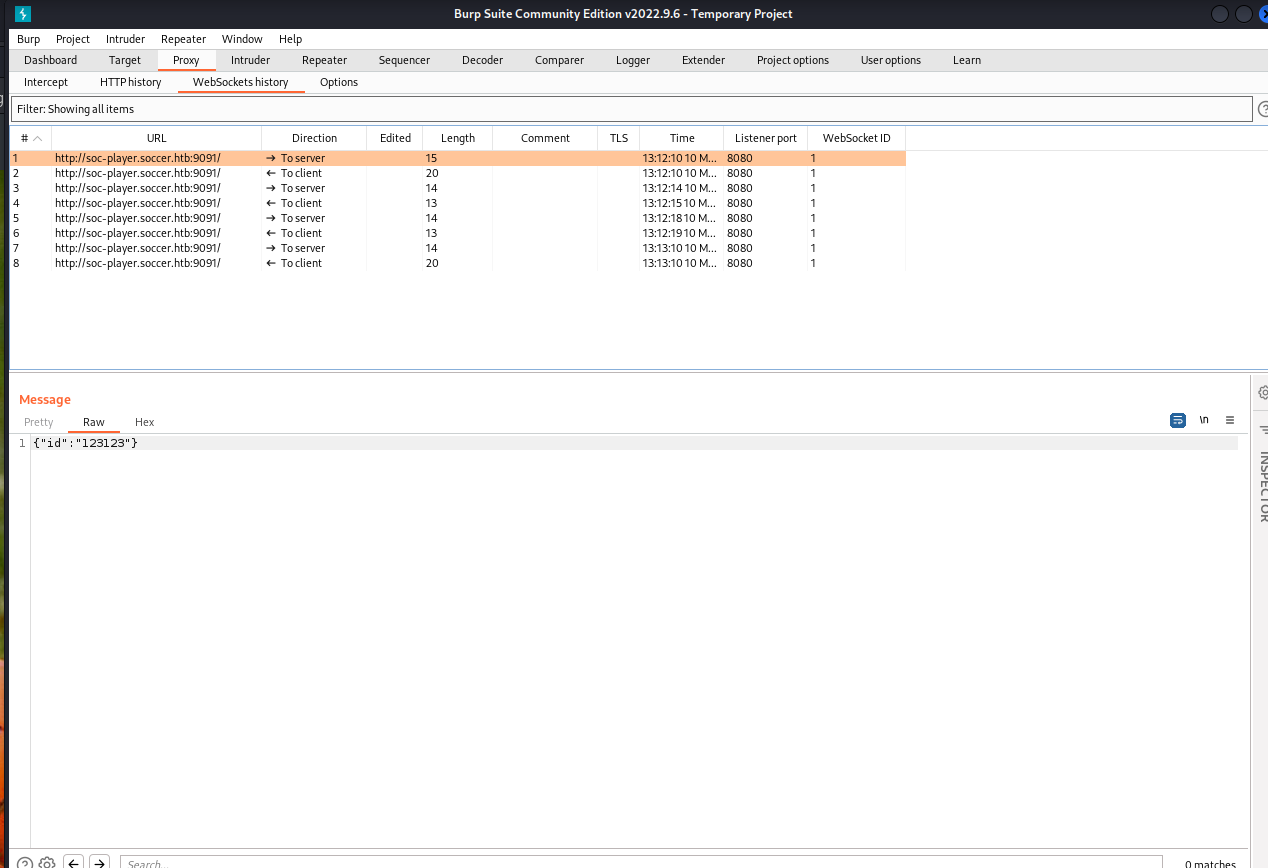 Burp Suite Community Edition v2022.9.6 - Temporary Project
Burp Project Intruder Repeater Window Help
Dashboard Target Proxy Intruder Repeater Sequencer Decoder Comparer Logger Extender Project options User options Learn
Intercept HTTP history WebSockets history Options
Filter: Showing all items
# URL Direction Edited Length Comment TLS Time Listener port WebSocket ID
1 http://soc-player.soccer.htb:9091/ → To server 15 13:12:10 10 M... 8080 1
2 http://soc-player.soccer.htb:9091/ ← To client 20 13:12:10 10 M... 8080 1
3 http://soc-player.soccer.htb:9091/ → To server 14 13:12:14 10 M... 8080 1
4 http://soc-player.soccer.htb:9091/ ← To client 13 13:12:15 10 M... 8080 1
5 http://soc-player.soccer.htb:9091/ → To server 14 13:12:18 10 M... 8080 1
6 http://soc-player.soccer.htb:9091/ ← To client 13 13:12:19 10 M... 8080 1
7 http://soc-player.soccer.htb:9091/ → To server 14 13:13:10 10 M... 8080 1
8 http://soc-player.soccer.htb:9091/ ← To client 20 13:13:10 10 M... 8080 1
Message
Pretty Raw Hex
\n
1 {"id":"123123"}
INSPECTOR
Search...
0 matches